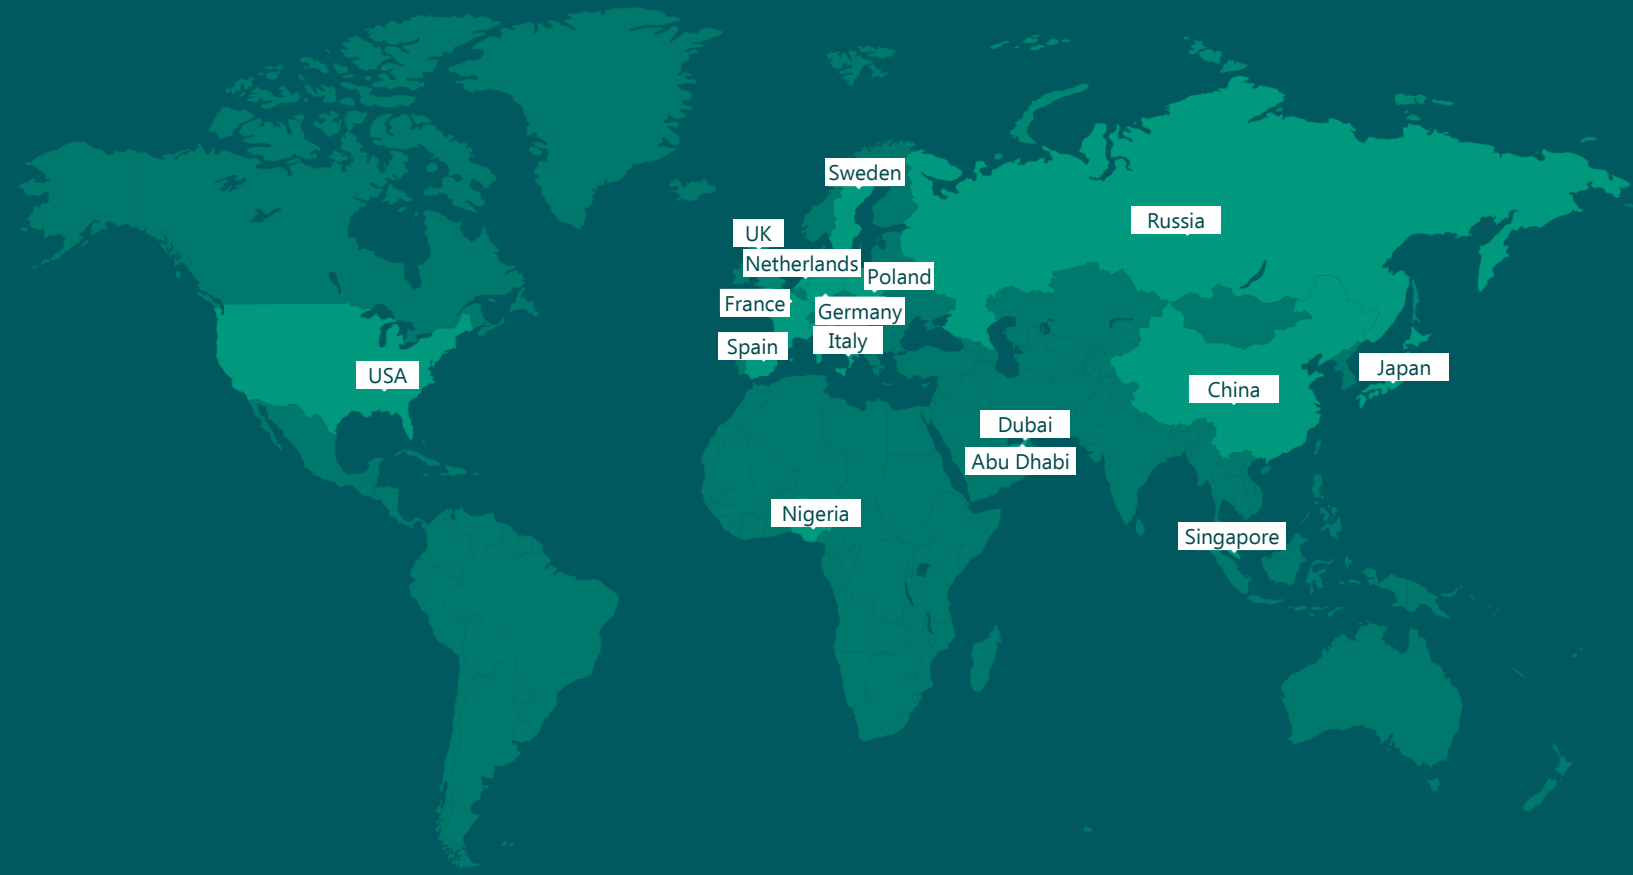 Sweden
Russia
UK
Netherlands
Poland
France
Germany
Italy
Spain
USA
Japan
China
Dubai
Abu Dhabi
Nigeria
Singapore